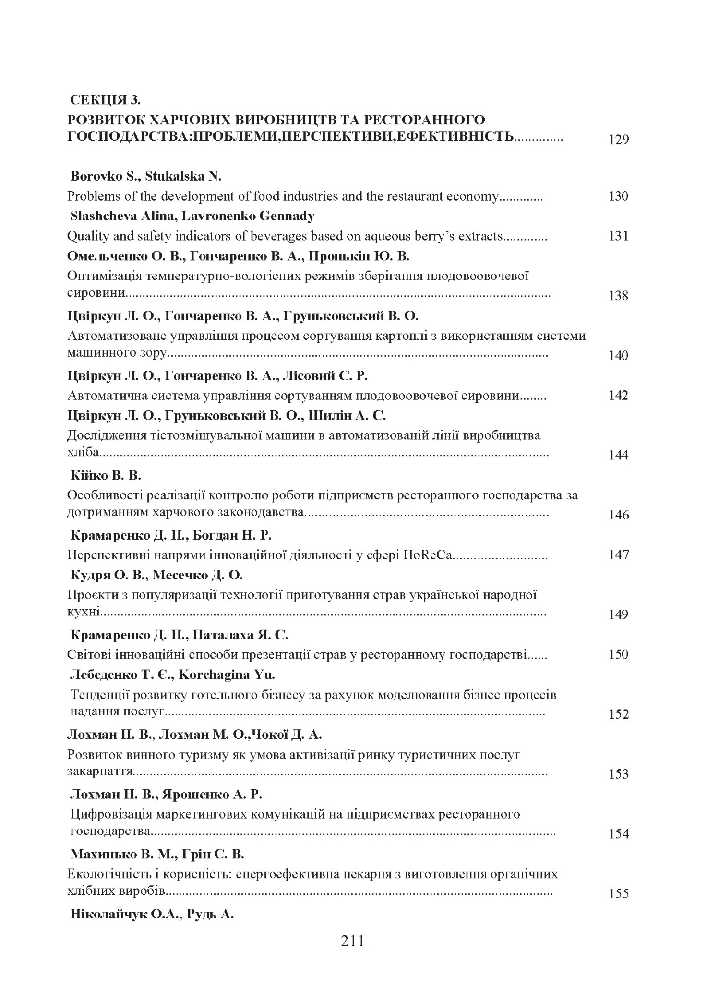 СЕКЦІЯ 3.
РОЗВИТОК ХАРЧОВИХ ВИРОБНИЦТВ ТА РЕСТОРАННОГО
ГОСПОДАРСТВА:ПРОБЛЕМИ,ПЕРСПЕКТИВИ,ЕФЕКТИВНІСТЬ.............. 129
Borovko S., Stukalska N.
Problems of the development of food industries and the restaurant economy............. 130
Slashcheva Alina, Lavronenko Gennady
Quality and safety indicators of beverages based on aqueous berry’s extracts............. 131
Омельченко О. В., Гончаренко В. А., Пронькін Ю. В.
Оптимізація температурно-вологісних режимів зберігання плодовоовочевої
сировини............................................................................................................................ 138
Цвіркун Л. О., Гончаренко В. А., Груньковський В. О.
Автоматизоване управління процесом сортування картоплі з використанням системи
машинного зору............................................................................................................... 140
Цвіркун Л. О., Гончаренко В. А., Лісовий С. Р.
Автоматична система управління сортуванням плодовоовочевої сировини........ 142
Цвіркун Л. О., Груньковський В. О., Шилін А. С.
Дослідження тістозмішувальної машини в автоматизованій лінії виробництва
хліба................................................................................................................................... 144
Кійко В. В.
Особливості реалізації контролю роботи підприємств ресторанного господарства за
дотриманням харчового законодавства....................................................................... 146
Крамаренко Д. П., Богдан Н. Р.
Перспективні напрями інноваційної діяльності у сфері HoReCa........................... 147
Кудря О. В., Месечко Д. О.
Проєкти з популяризації технології приготування страв української народної
кухні.................................................................................................................................. 149
Крамаренко Д. П., Паталаха Я. С.
Світові інноваційні способи презентації страв у ресторанному господарстві...... 150
Лебеденко Т. Є., Korchagina Yu.
Тенденції розвитку готельного бізнесу за рахунок моделювання бізнес процесів
надання послуг............................................................................................................... 152
Лохман Н. В., Лохман М. О.,Чокої Д. А.
Розвиток винного туризму як умова активізації ринку туристичних послуг
закарпаття......................................................................................................................... 153
Лохман Н. В., Ярошенко А. Р.
Цифровізація маркетингових комунікацій на підприємствах ресторанного
господарства...................................................................................................................... 154
Махинько В. М., Грін С. В.
Екологічність і корисність: енергоефективна пекарня з виготовлення органічних
хлібних виробів................................................................................................................. 155
Ніколайчук О.А., Рудь А.
211